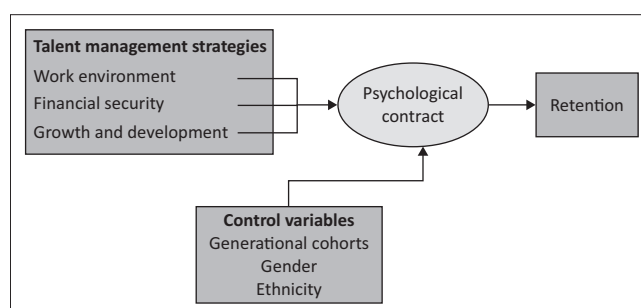 Talent management strategies
Work environment
Financial security
Growth and development
Psychological
contract
Retention
Control variables
Generational cohorts
Gender
Ethnicity